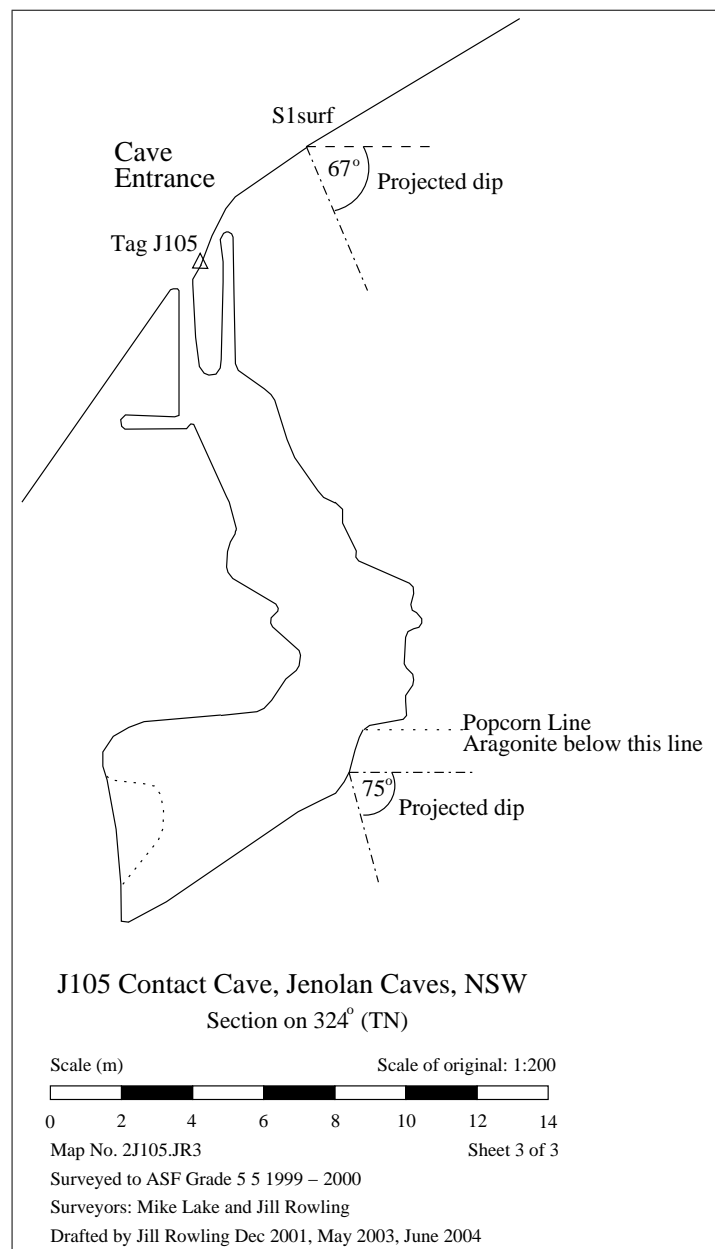 S1surf
Cave
Entrance
67°
Projected dip
Tag J105
Popcorn Line
Aragonite below this line
75°
Projected dip
J105 Contact Cave, Jenolan Caves, NSW
Section on 324° (TN)
Scale (m) Scale of original: 1:200
0 2 4 6 8 10 12 14
Map No. 2J105.JR3 Sheet 3 of 3
Surveyed to ASF Grade 5 5 1999 – 2000
Surveyors: Mike Lake and Jill Rowling
Drafted by Jill Rowling Dec 2001, May 2003, June 2004